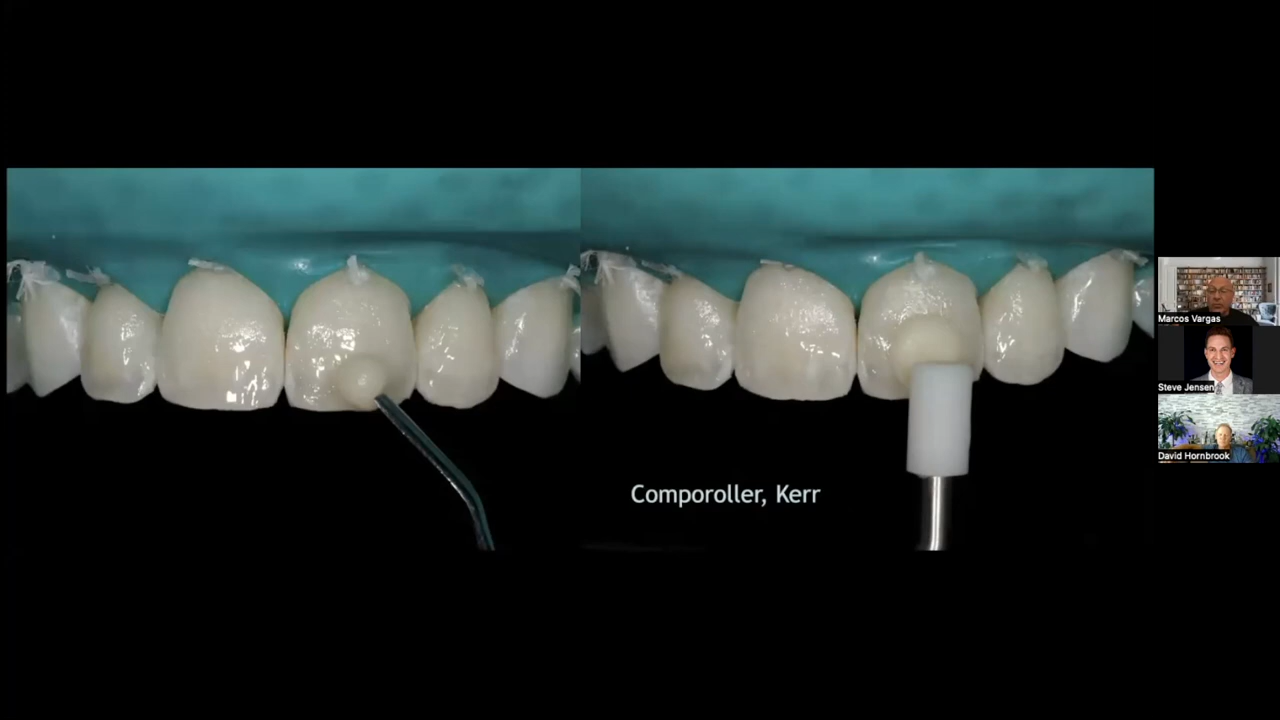 Comporoller, Kerr
Marcos Vargas
Steve Jensen
David Hornbrook